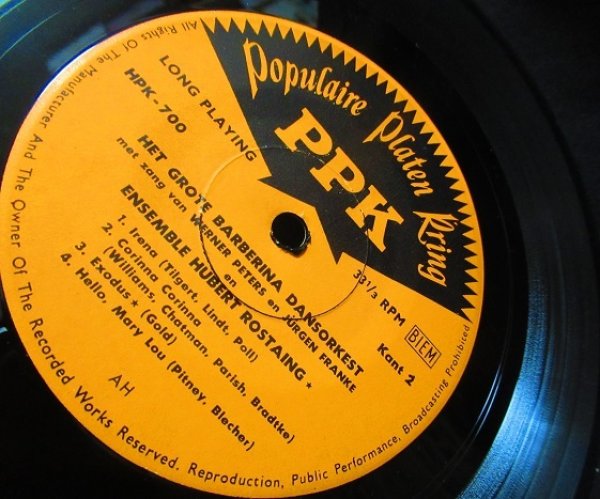 Populaire Platen Kring
PPK
LONG PLAYING
HPK - 700
33 1/3 RPM
BIEM
Kant 2
HET GROTE BARBERINA DANSORKEST
met zang van WERNER PETERS en JÜRGEN FRANKE
en
ENSEMBLE HUBERT ROSTAING *
1. Irena (Tilgert, Lindt, Poll)
2. Corinna Corinna
(Williams, Chatman, Parish, Brodtke)
3. Exodus * (Gold)
4. Hello, Mary Lou (Pitney, Blecher)
AH
All Rights Of The Manufacturer And The Owner Of The Recorded Works Reserved. Reproduction, Public Performance, Broadcasting Prohibited